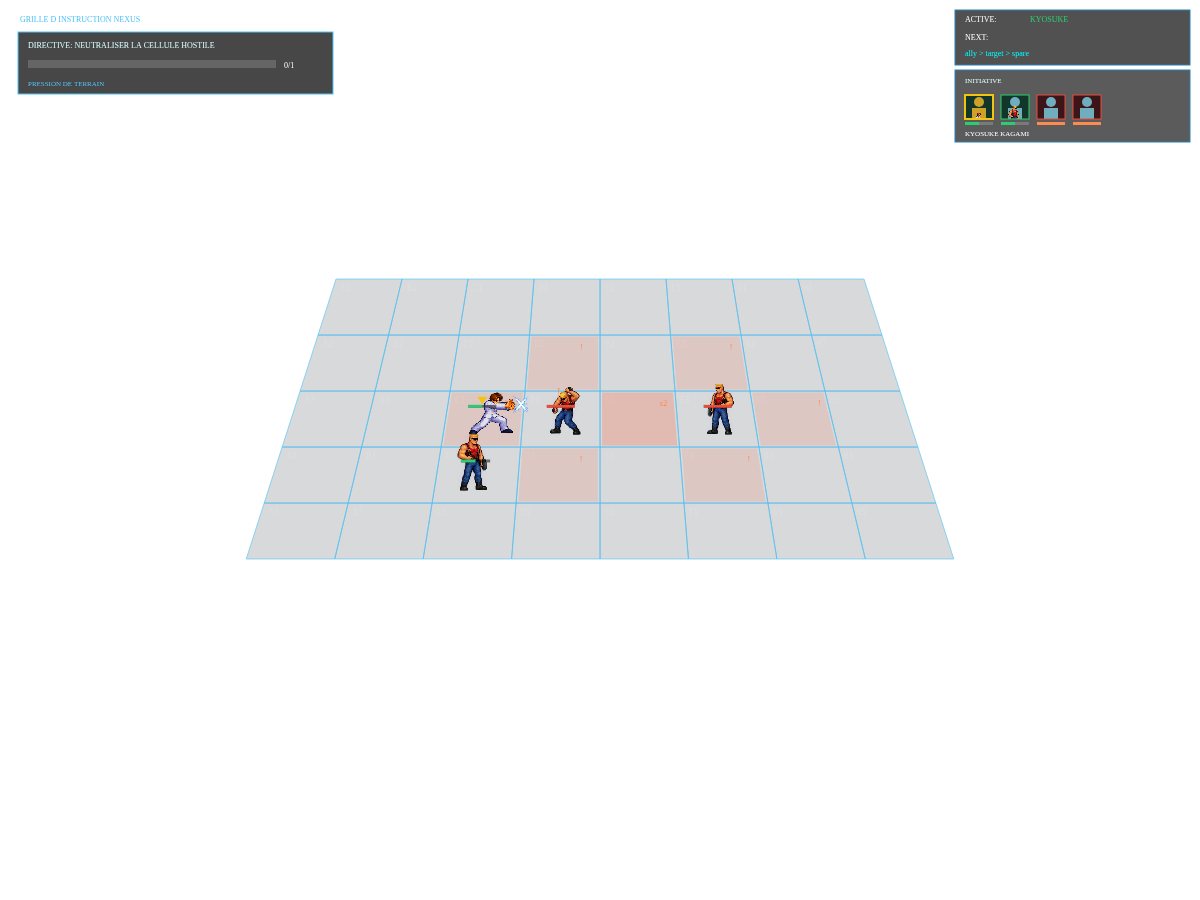 GRILLE D INSTRUCTION NEXUS
DIRECTIVE: NEUTRALISER LA CELLULE HOSTILE
0/1
PRESSION DE TERRAIN
ACTIVE: KYOSUKE
NEXT:
ally > target > spare
INITIATIVE
KYOSUKE KAGAMI
!
!
x2
!
!
!